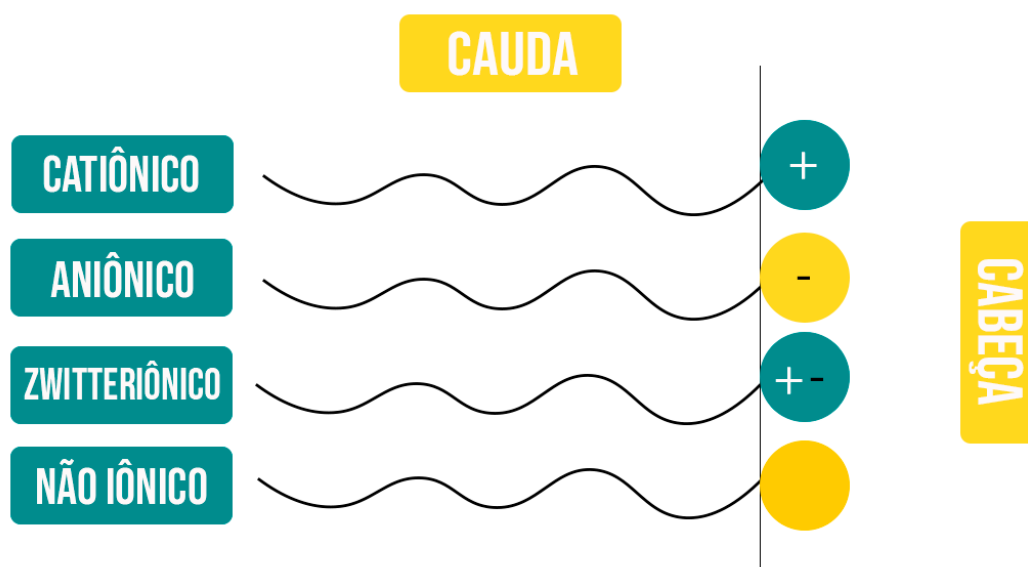 CAUDA
CATIÔNICO
+
ANIÔNICO
-
ZWITTERIÔNICO
+ -
NÃO IÔNICO
CABEÇA